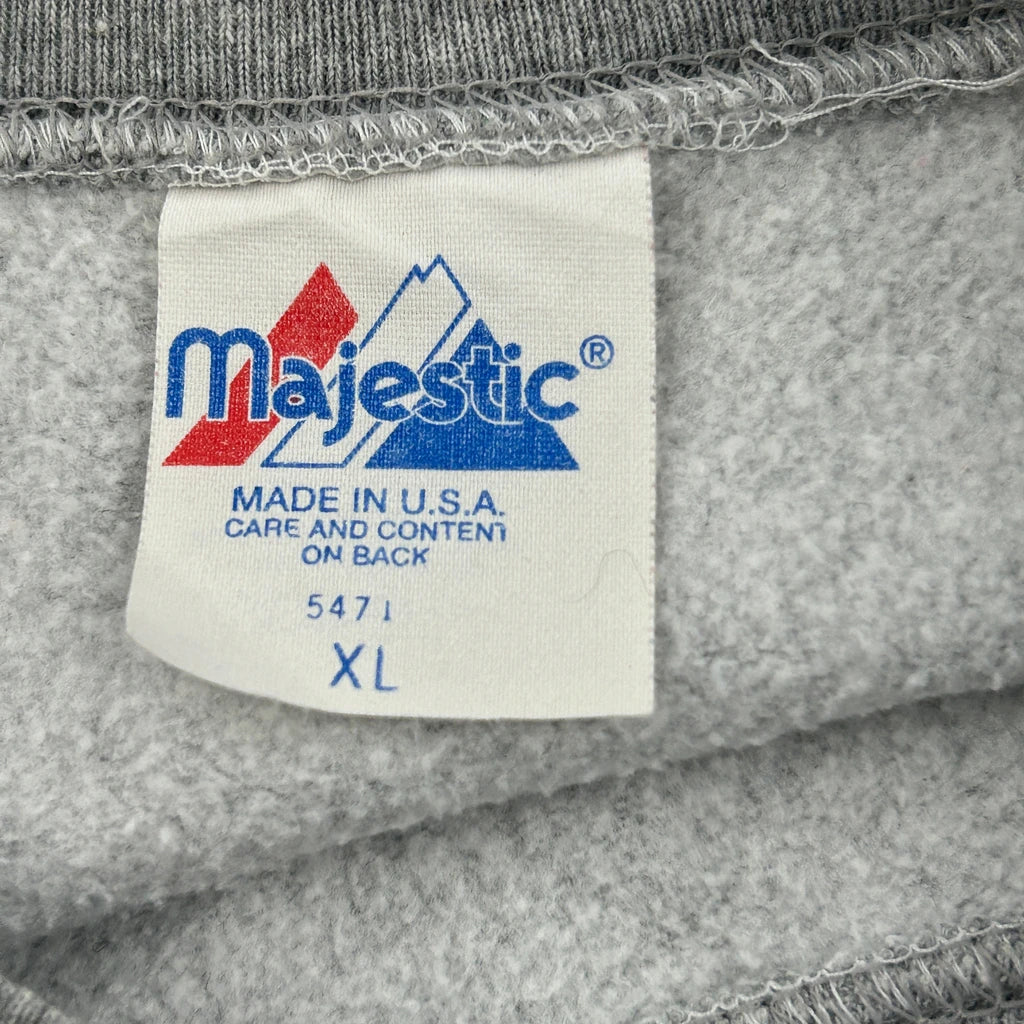 Majestic®
MADE IN U.S.A.
CARE AND CONTENT
ON BACK
5471
XL